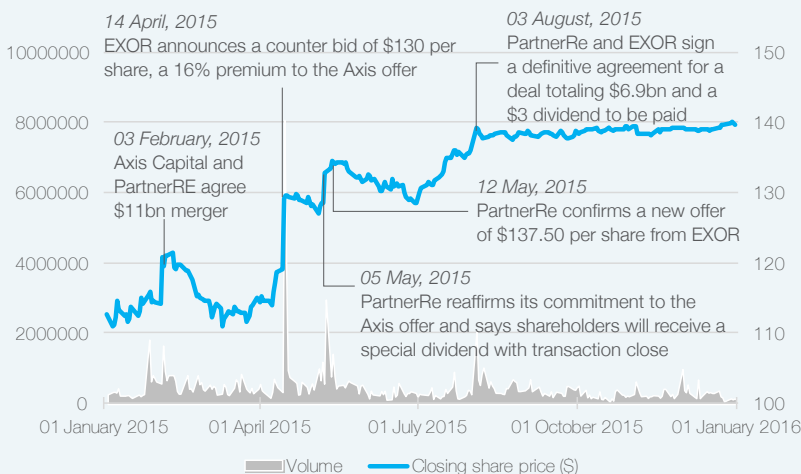 14 April, 2015
EXOR announces a counter bid of $130 per
share, a 16% premium to the Axis offer
03 August, 2015
PartnerRe and EXOR sign
a definitive agreement for a
deal totaling $6.9bn and a
$3 dividend to be paid
03 February, 2015
Axis Capital and
PartnerRE agree
$11bn merger
12 May, 2015
PartnerRe confirms a new offer
of $137.50 per share from EXOR
05 May, 2015
PartnerRe reaffirms its commitment to the
Axis offer and says shareholders will receive a
special dividend with transaction close
10000000
8000000
6000000
4000000
2000000
0
150
140
130
120
110
100
01 January 2015
01 April 2015
01 July 2015
01 October 2015
01 January 2016
Volume
Closing share price ($)